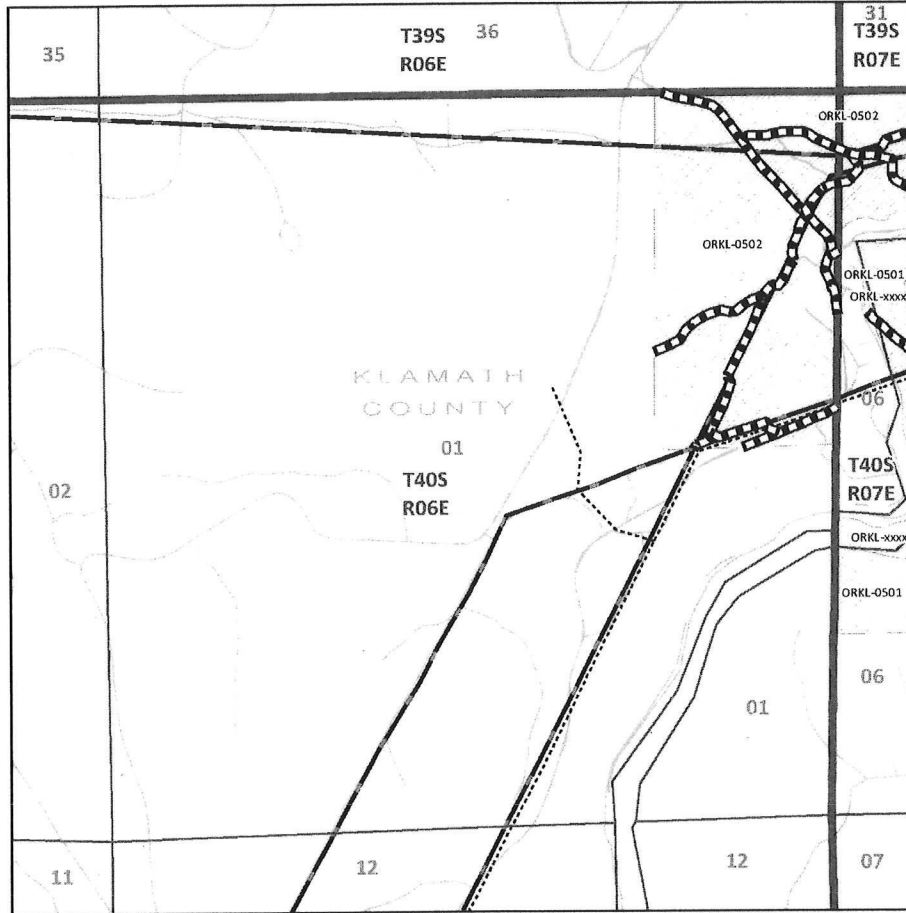 31
36
T39S
R06E
T39S
R07E
35
ORKL-0502
ORKL-0502
ORKL-0501
ORKL-xxxx
KLAMATH
COUNTY
06
01
T40S
R06E
T40S
R07E
02
ORKL-xxxx
ORKL-0501
06
01
11
12
12
07